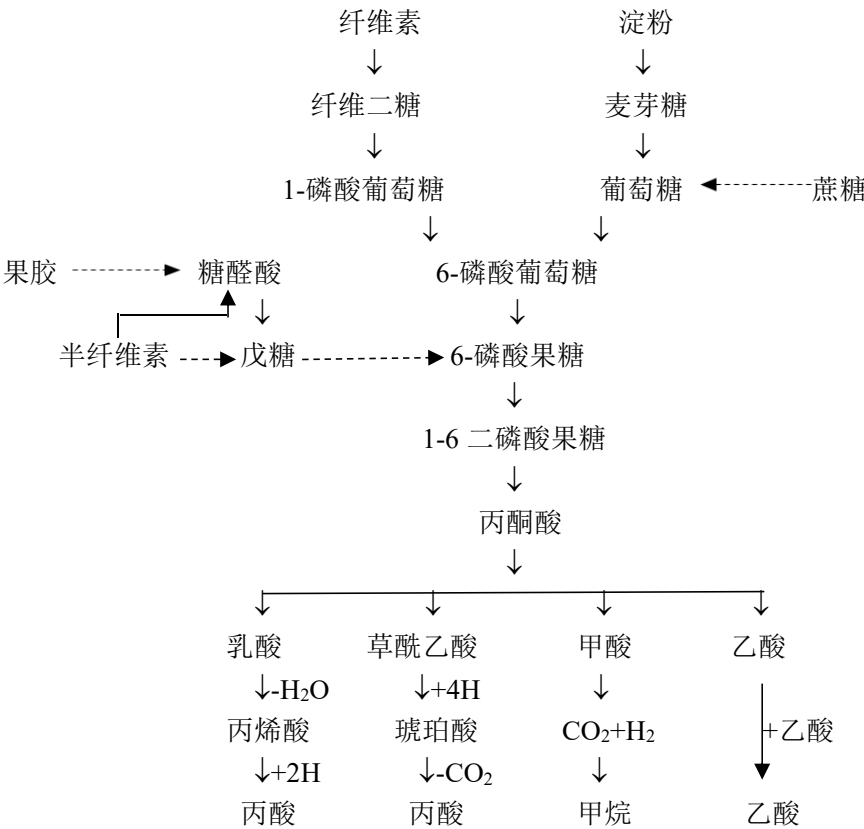 纤维素 淀粉
↓ ↓
纤维二糖 麦芽糖
↓ ↓
1-磷酸葡萄糖 葡萄糖 蔗糖
↓ ↓
果胶 糖醛酸 6-磷酸葡萄糖
↓ ↓
半纤维素 戊糖 6-磷酸果糖
↓
1-6 二磷酸果糖
↓
丙酮酸
↓
↓ ↓ ↓ ↓
乳酸 草酰乙酸 甲酸 乙酸
↓-H₂O ↓+4H ↓
丙烯酸 琥珀酸 CO₂+H₂ +乙酸
↓+2H ↓-CO₂ ↓
丙酸 丙酸 甲烷 乙酸